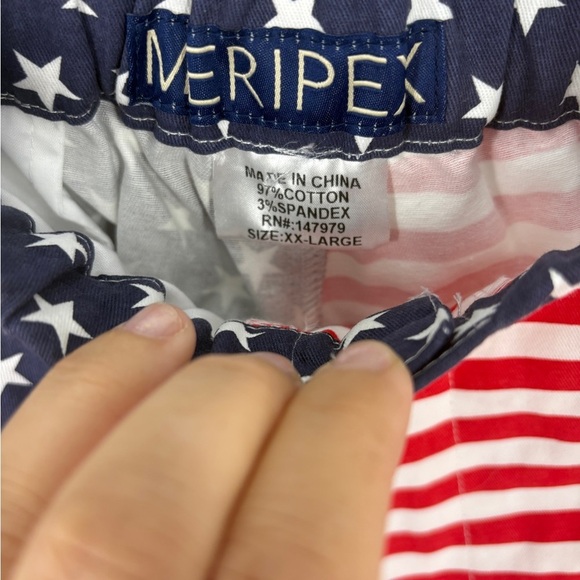 MERIPEX
MADE IN CHINA
97%COTTON
3%SPANDEX
RN#:147979
SIZE:XX-LARGE